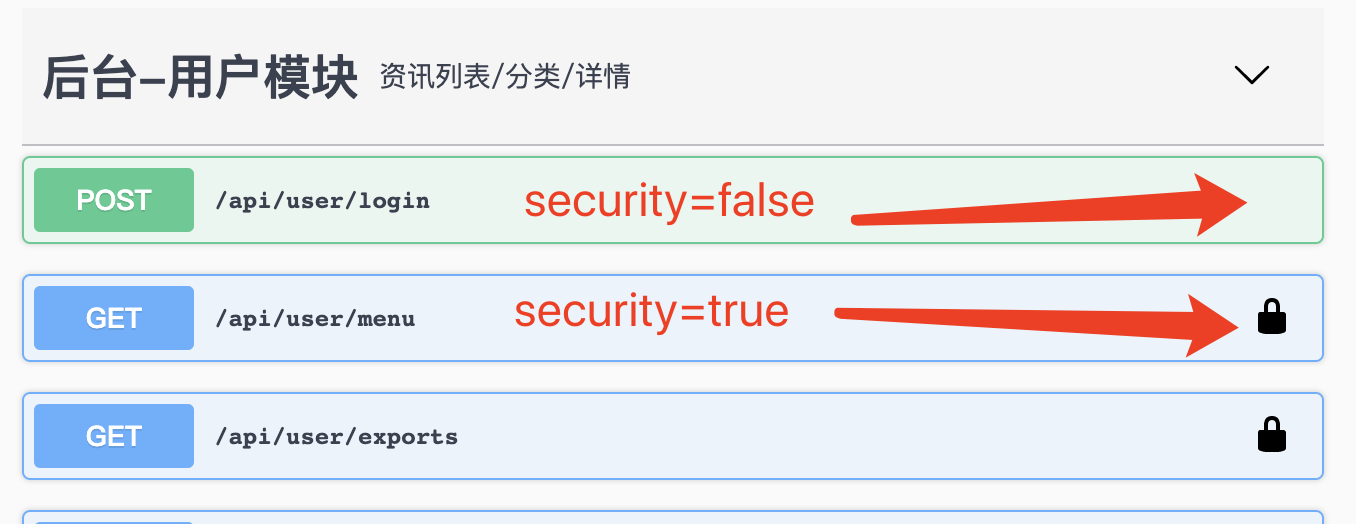 后台-用户模块 资讯列表/分类/详情
POST /api/user/login security=false
GET /api/user/menu security=true
GET /api/user/exports